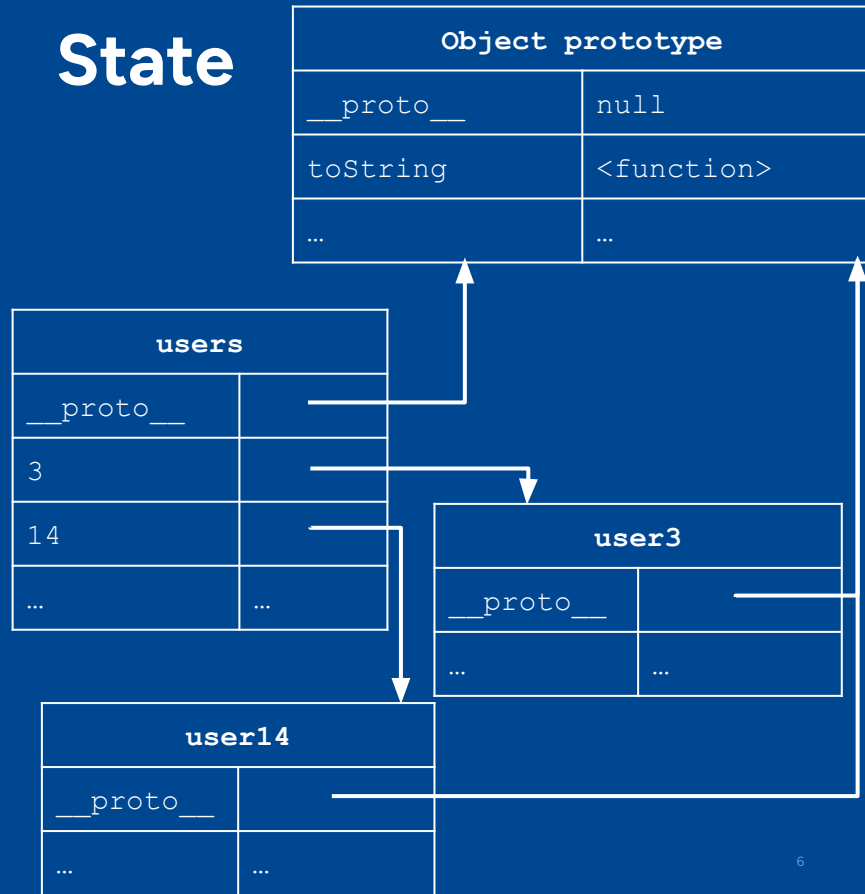 State
Object prototype
__proto__ null
toString <function>
… …
users
__proto__
3
14
… …
user3
__proto__
… …
user14
__proto__
… …
6